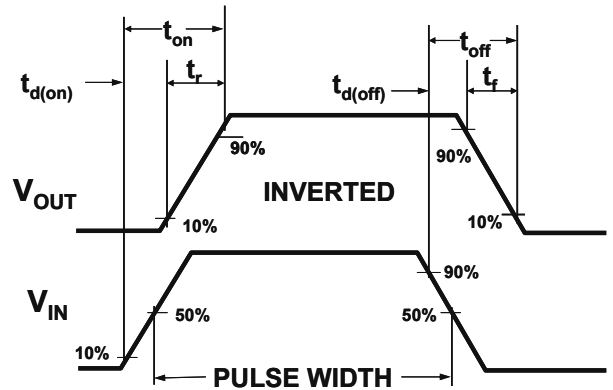 t_on
t_off
t_d(on)
t_r
t_d(off)
t_f
90%
90%
V_OUT
INVERTED
10%
10%
90%
V_IN
50%
50%
10%
PULSE WIDTH